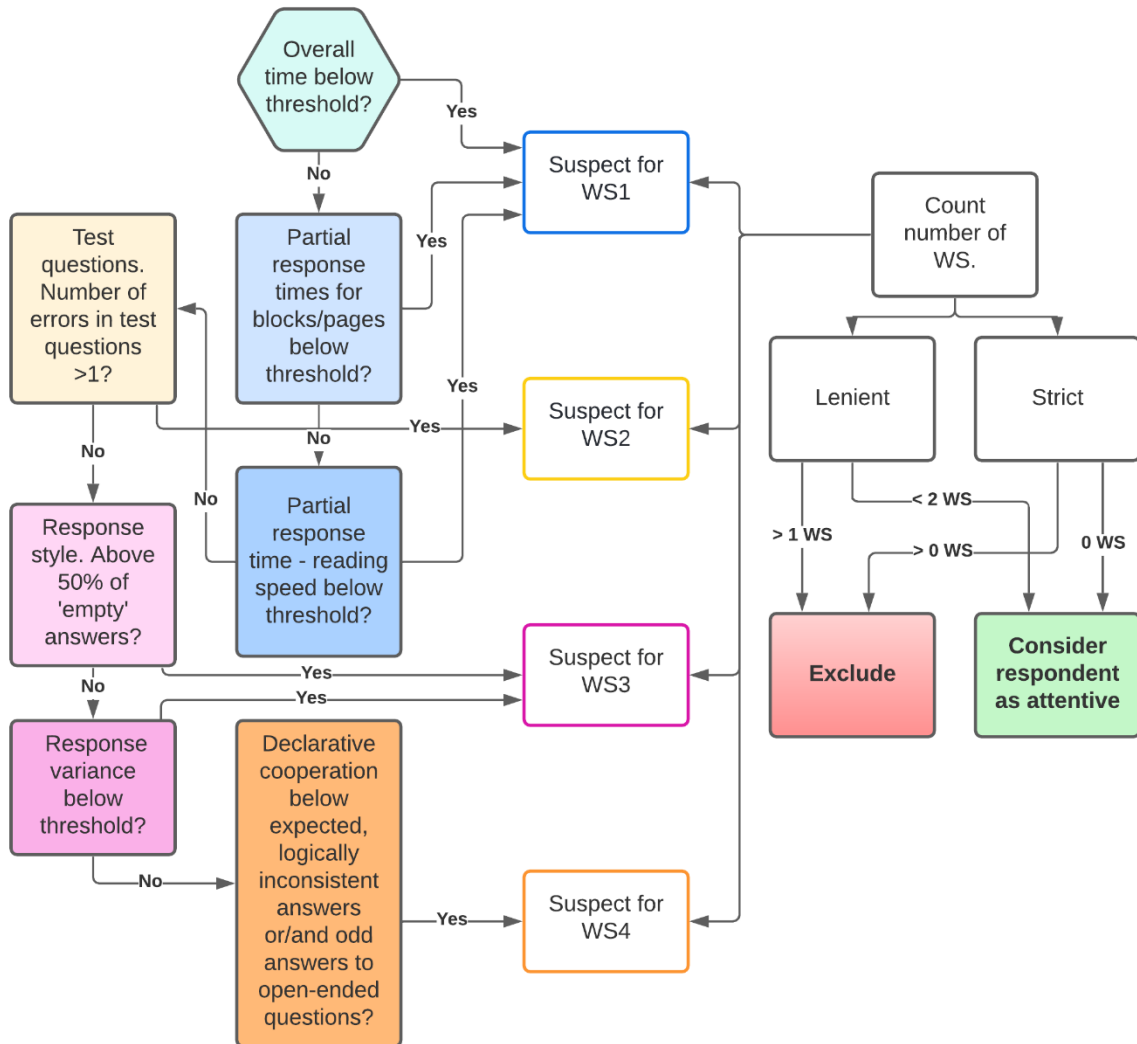 Overall
time below
threshold?
Yes
No
Suspect for
WS1
Count
number of
WS.
Test
questions.
Number of
errors in test
questions
>1?
Partial
response
times for
blocks/pages
below
threshold?
Yes
Yes
No
No
Yes
Suspect for
WS2
Lenient
Strict
No
Partial
response
time - reading
speed below
threshold?
Response
style. Above
50% of
'empty'
answers?
< 2 WS
> 1 WS
> 0 WS
0 WS
Yes
No
Yes
Suspect for
WS3
Exclude
Consider
respondent
as attentive
Response
variance
below
threshold?
No
Declarative
cooperation
below
expected,
logically
inconsistent
answers
or/and odd
answers to
open-ended
questions?
Yes
Suspect for
WS4